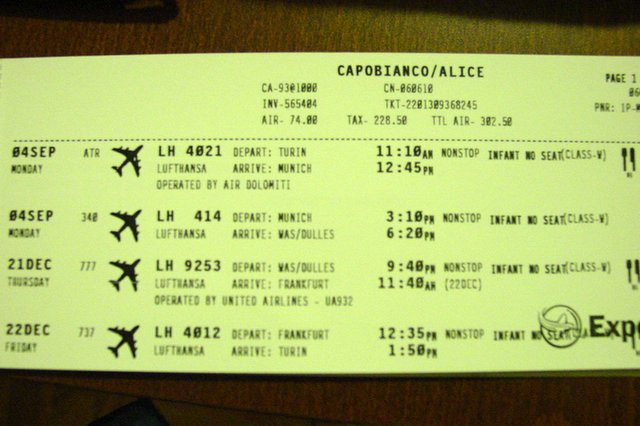 CAPOBIANCO/ALICE
PAGE 1
CA-9301000 CN-060610
INV-565404 TKT-2201309368245
PNR:
AIR- 74.00 TAX- 228.50 TTL AIR- 302.50
04SEP ATR LH 4021 DEPART: TURIN 11:10AM NONSTOP INFANT NO SEAT(CLASS-W)
MONDAY LUFTHANSA ARRIVE: MUNICH 12:45PM
OPERATED BY AIR DOLOMITI
04SEP 340 LH 414 DEPART: MUNICH 3:10PM NONSTOP INFANT NO SEAT(CLASS-W)
MONDAY LUFTHANSA ARRIVE: WAS/DULLES 6:20PM
21DEC 777 LH 9253 DEPART: WAS/DULLES 9:40PM NONSTOP INFANT NO SEAT(CLASS-W)
THURSDAY LUFTHANSA ARRIVE: FRANKFURT 11:40AM (22DEC)
OPERATED BY UNITED AIRLINES - UA932
22DEC 737 LH 4012 DEPART: FRANKFURT 12:35PM NONSTOP INFANT NO SEAT
FRIDAY LUFTHANSA ARRIVE: TURIN 1:50PM